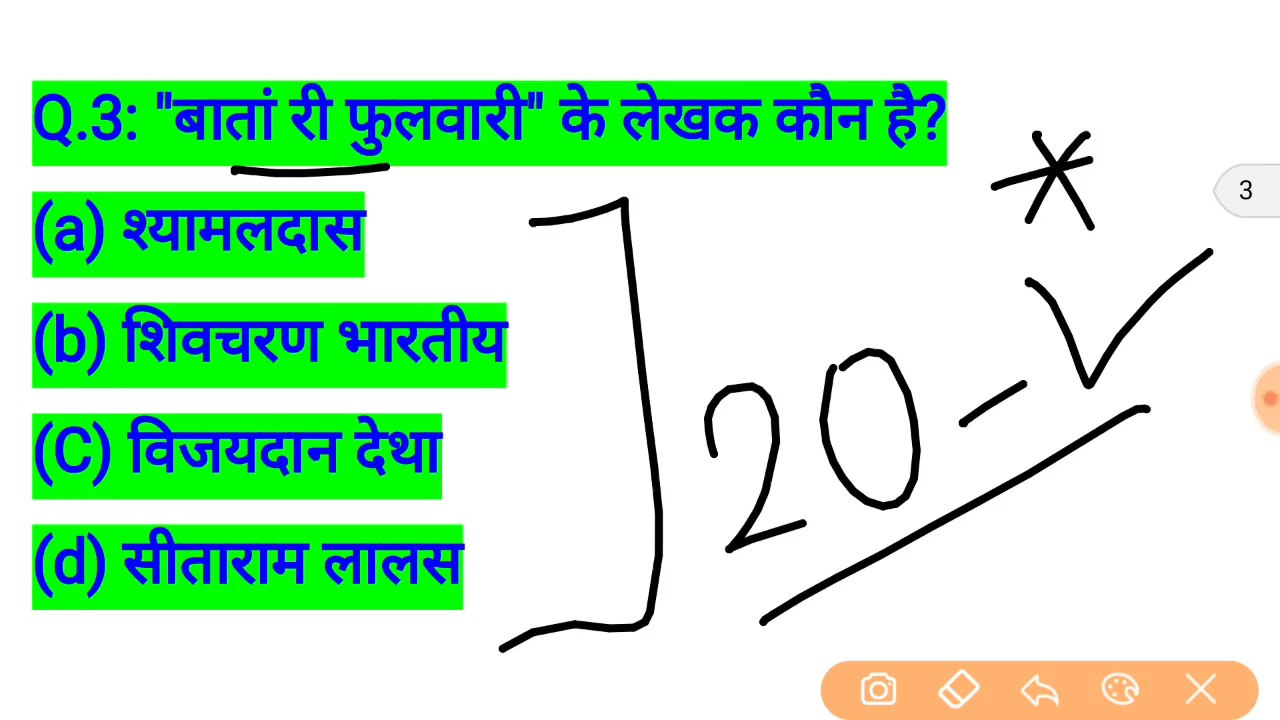 Q.3: "बातां री फुलवारी" के लेखक कौन है?
(a) श्यामलदास
(b) शिवचरण भारतीय
(C) विजयदान देथा
(d) सीताराम लालस
20 -
3